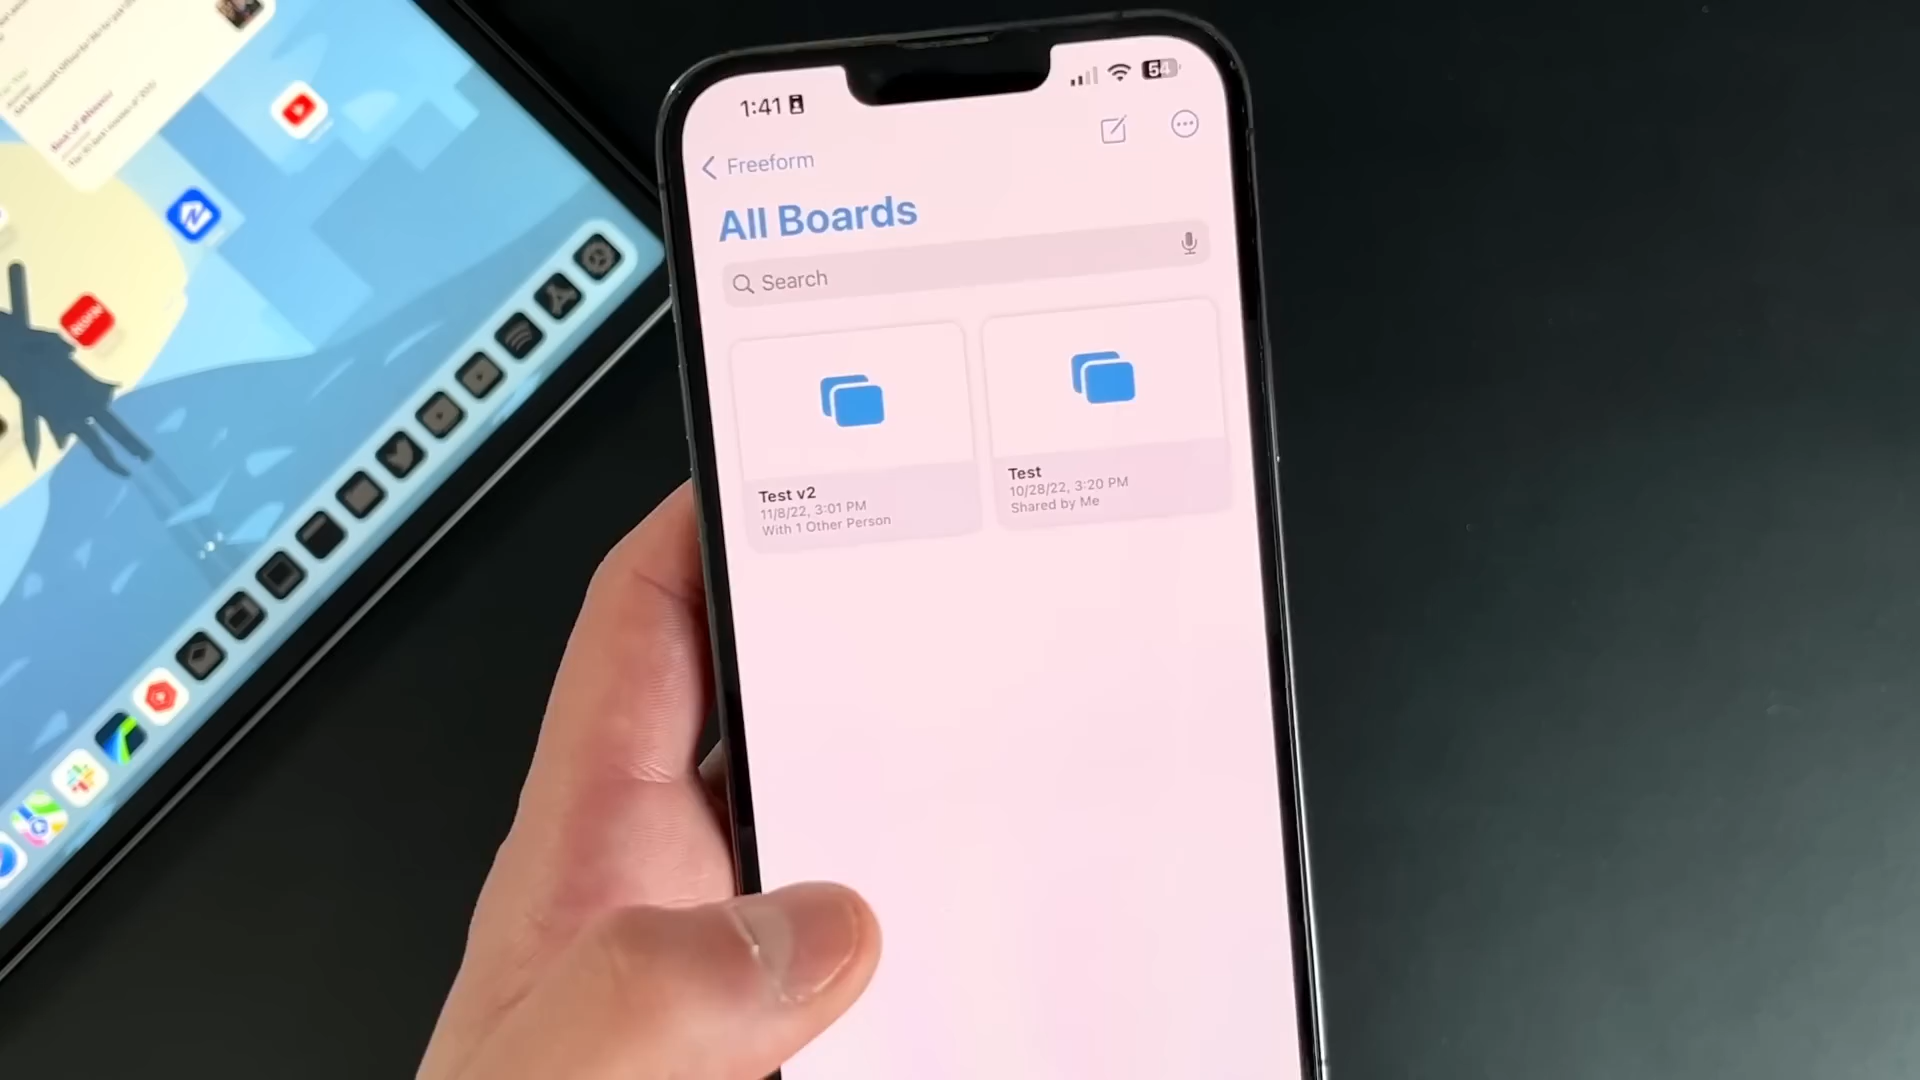 1:41
54
Freeform
All Boards
Search
Test v2
11/8/22, 3:01 PM
With 1 Other Person
Test
10/28/22, 3:20 PM
Shared by Me